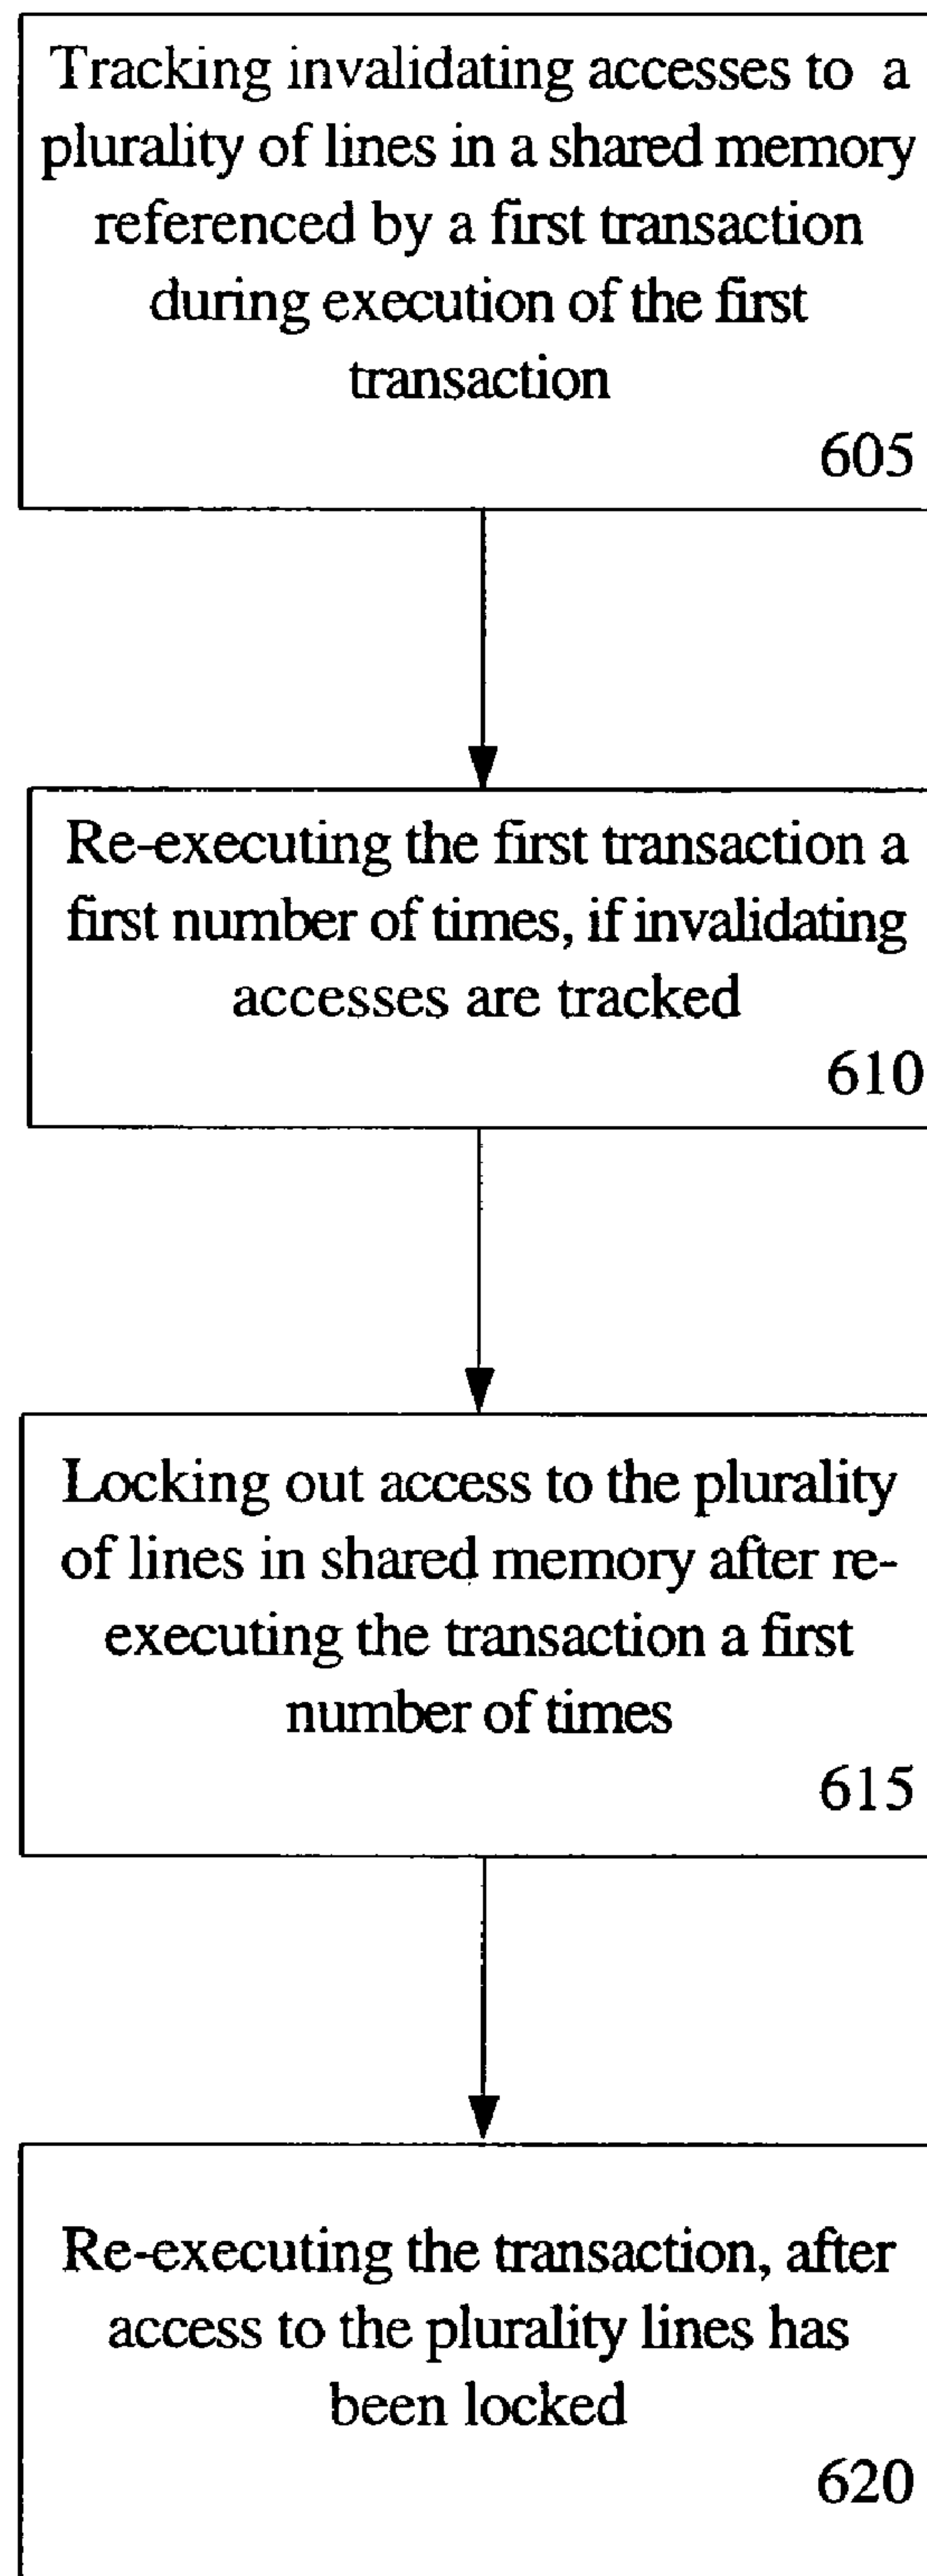 Tracking invalidating accesses to a
plurality of lines in a shared memory
referenced by a first transaction
during execution of the first
transaction
605
Re-executing the first transaction a
first number of times, if invalidating
accesses are tracked
610
Locking out access to the plurality
of lines in shared memory after re-
executing the transaction a first
number of times
615
Re-executing the transaction, after
access to the plurality lines has
been locked
620